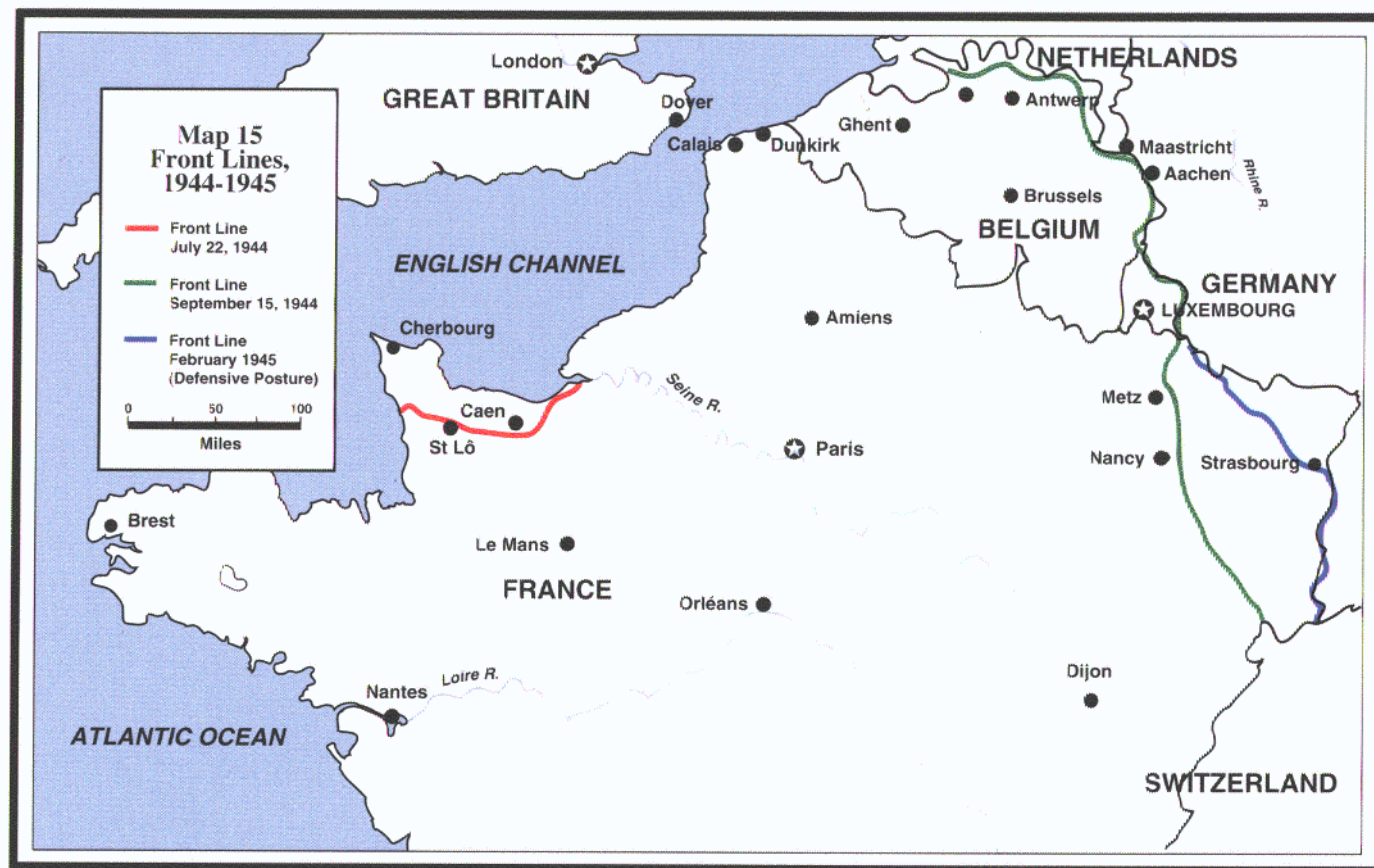 Map 15
Front Lines,
1944-1945
Front Line
July 22, 1944
Front Line
September 15, 1944
Front Line
February 1945
(Defensive Posture)
0 50 100
Miles
London
GREAT BRITAIN
Dover
Calais
Dunkirk
Ghent
Antwerp
NETHERLANDS
Maastricht
Aachen
Rhine R.
Brussels
BELGIUM
ENGLISH CHANNEL
GERMANY
LUXEMBOURG
Amiens
Cherbourg
Seine R.
Caen
St Lô
Metz
Paris
Nancy
Strasbourg
Brest
Le Mans
FRANCE
Orléans
Loire R.
Nantes
Dijon
ATLANTIC OCEAN
SWITZERLAND